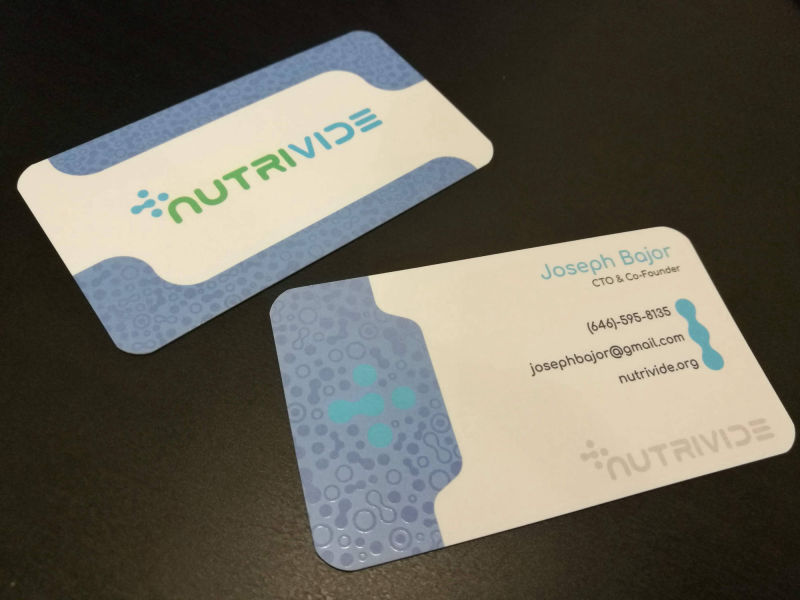 NUTRIVIDE
Joseph Bajor
CTO & Co-Founder
(646)-595-8135
josephbajor@gmail.com
nutrivide.org
NUTRIVIDE